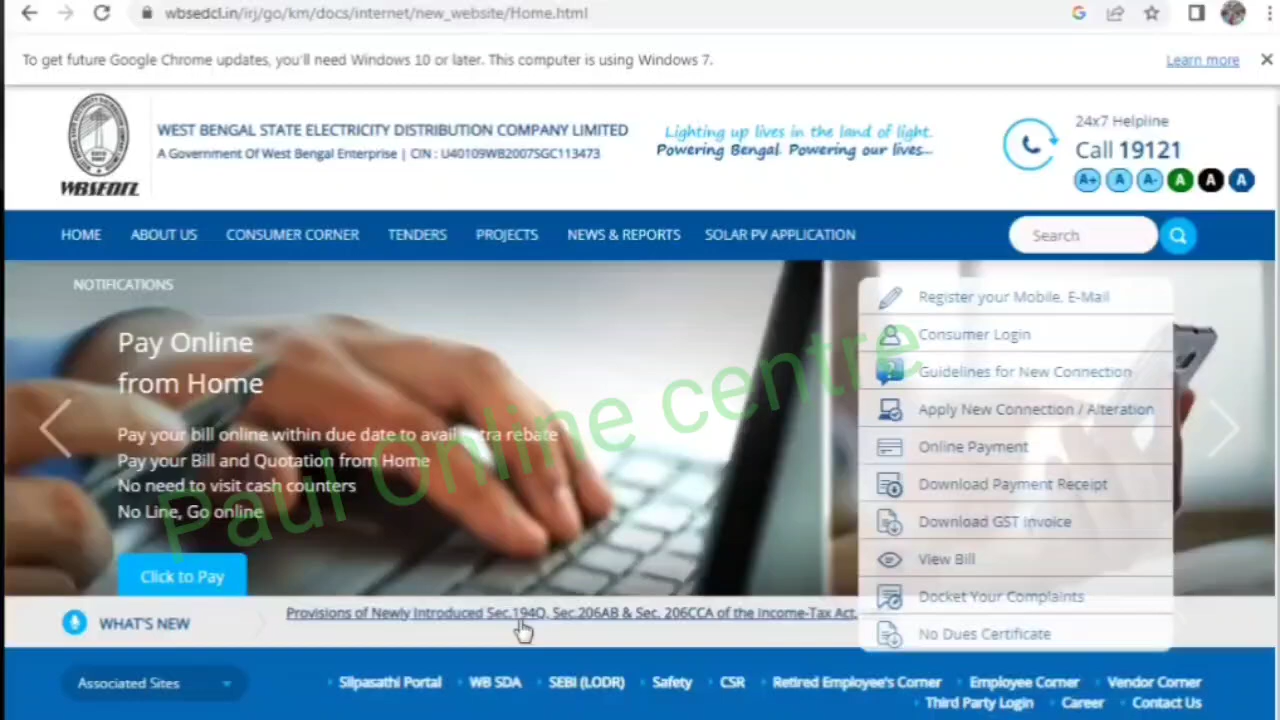 wbsedcl.in/irj/go/km/docs/internet/new_website/Home.html
To get future Google Chrome updates, you'll need Windows 10 or later. This computer is using Windows 7.
Learn more
WEST BENGAL STATE ELECTRICITY DISTRIBUTION COMPANY LIMITED
A Government Of West Bengal Enterprise | CIN : U40109WB2007SGC113473
WBSEDCL
Lighting up lives in the land of light.
Powering Bengal. Powering our lives...
24x7 Helpline
Call 19121
A+ A A- A A A
HOME ABOUT US CONSUMER CORNER TENDERS PROJECTS NEWS & REPORTS SOLAR PV APPLICATION
Search
NOTIFICATIONS
Pay Online
from Home
Pay your bill online within due date to avail extra rebate
Pay your Bill and Quotation from Home
No need to visit cash counters
No Line, Go online
Click to Pay
Paul Online centre
Register your Mobile, E-Mail
Consumer Login
Guidelines for New Connection
Apply New Connection / Alteration
Online Payment
Download Payment Receipt
Download GST Invoice
View Bill
Docket Your Complaints
No Dues Certificate
WHAT'S NEW
Provisions of Newly Introduced Sec.194Q, Sec.206AB & Sec. 206CCA of the Income-Tax Act,
Associated Sites
Silpasathi Portal WB SDA SEBI (LODR) Safety CSR Retired Employee's Corner Employee Corner Vendor Corner
Third Party Login Career Contact Us